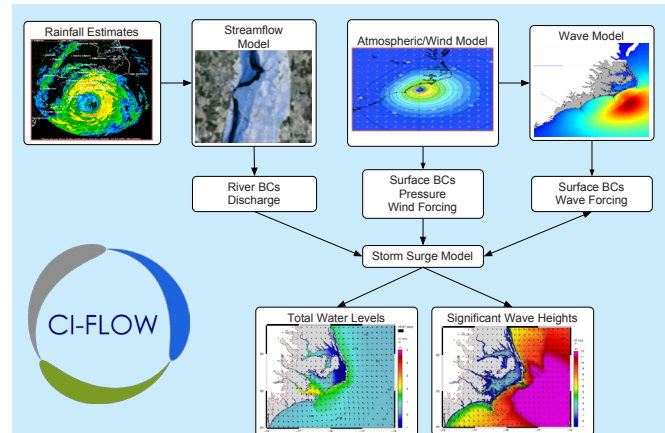 Rainfall Estimates
Streamflow
Model
Atmospheric/Wind Model
Wave Model
River BCs
Discharge
Surface BCs
Pressure
Wind Forcing
Surface BCs
Wave Forcing
Storm Surge Model
CI-FLOW
Total Water Levels
Significant Wave Heights